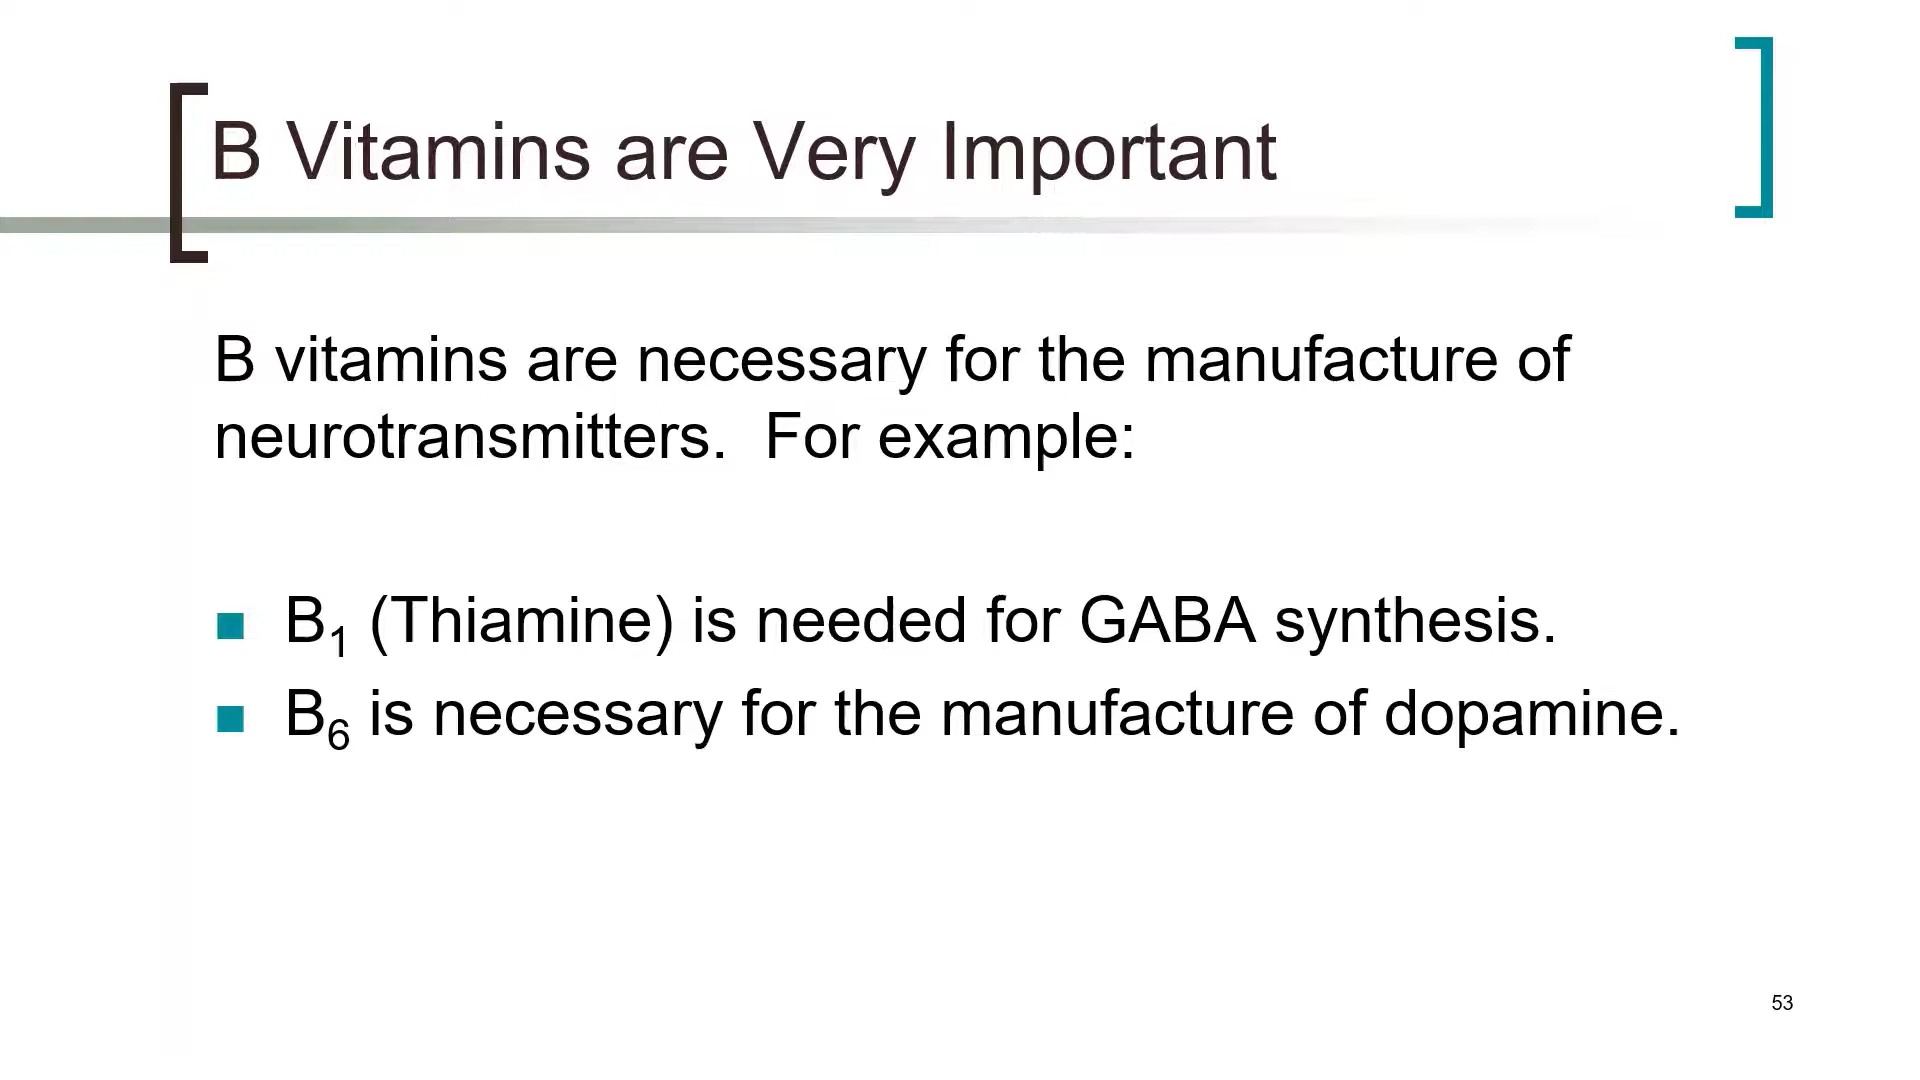 B Vitamins are Very Important
B vitamins are necessary for the manufacture of
neurotransmitters.  For example:
■ B₁ (Thiamine) is needed for GABA synthesis.
■ B₆ is necessary for the manufacture of dopamine.
53